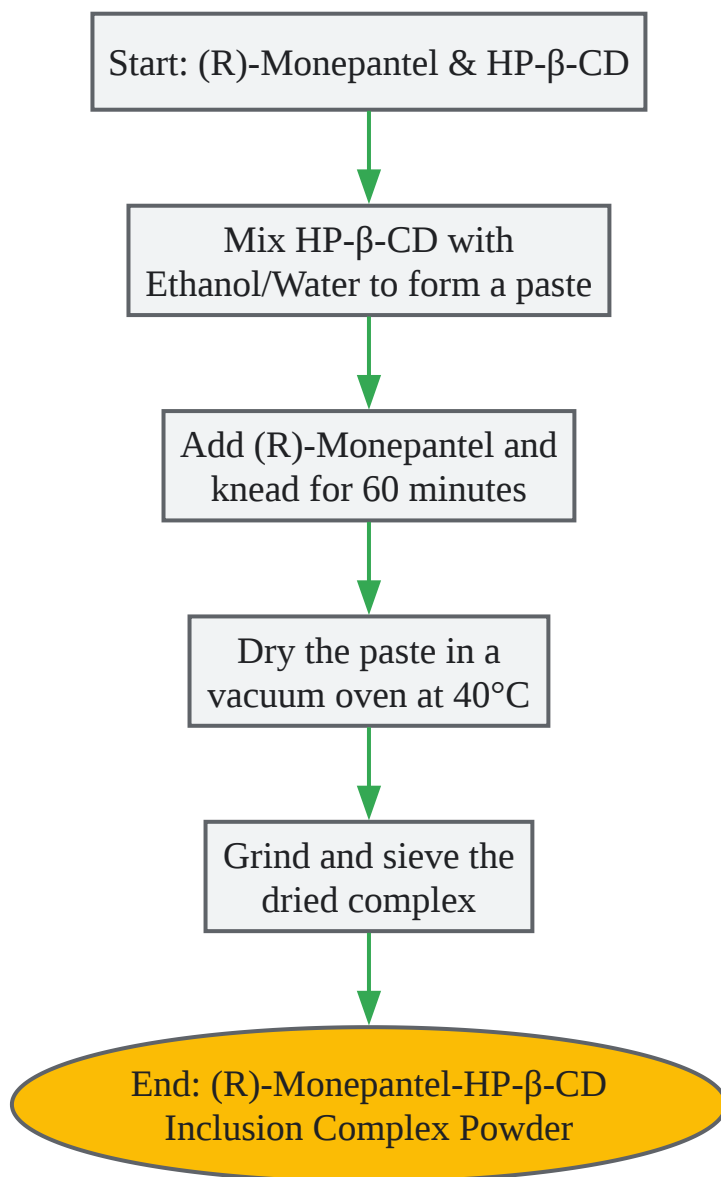 Start: (R)-Monepantel & HP-β-CD
Mix HP-β-CD with
Ethanol/Water to form a paste
Add (R)-Monepantel and
knead for 60 minutes
Dry the paste in a
vacuum oven at 40°C
Grind and sieve the
dried complex
End: (R)-Monepantel-HP-β-CD
Inclusion Complex Powder